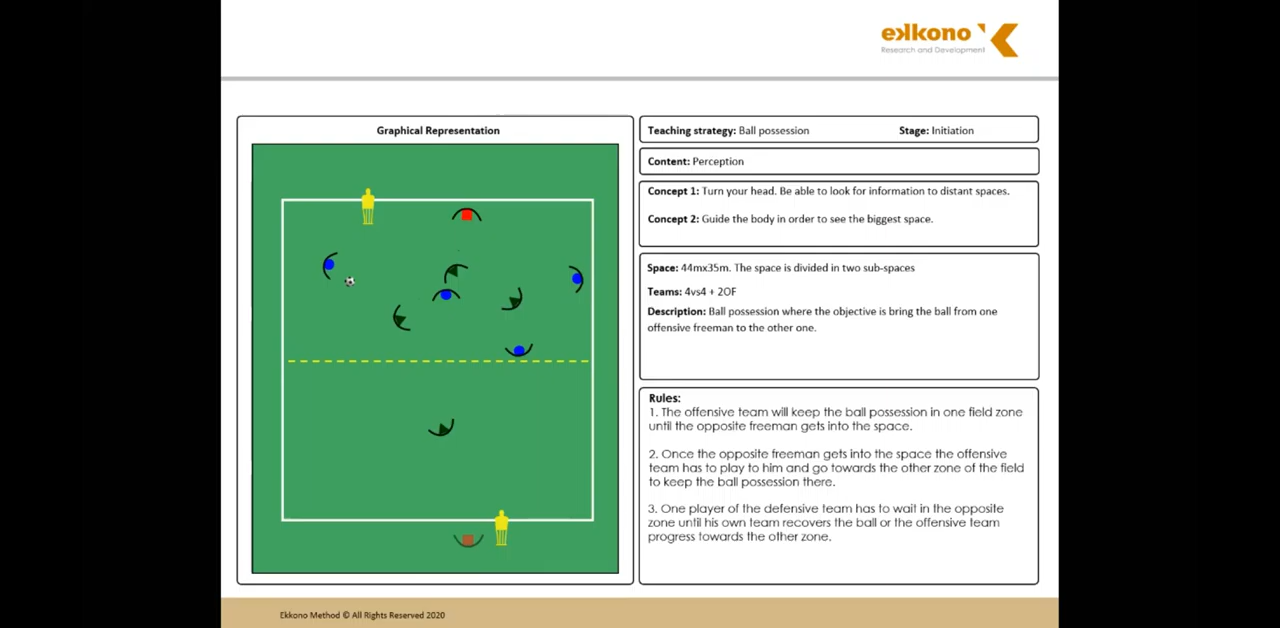 ekkono
Research and Development
Graphical Representation
Teaching strategy: Ball possession Stage: Initiation
Content: Perception
Concept 1: Turn your head. Be able to look for information to distant spaces.
Concept 2: Guide the body in order to see the biggest space.
Space: 44mx35m. The space is divided in two sub-spaces
Teams: 4vs4 + 2OF
Description: Ball possession where the objective is bring the ball from one
offensive freeman to the other one.
Rules:
1. The offensive team will keep the ball possession in one field zone
until the opposite freeman gets into the space.
2. Once the opposite freeman gets into the space the offensive
team has to play to him and go towards the other zone of the field
to keep the ball possession there.
3. One player of the defensive team has to wait in the opposite
zone until his own team recovers the ball or the offensive team
progress towards the other zone.
Ekkono Method © All Rights Reserved 2020